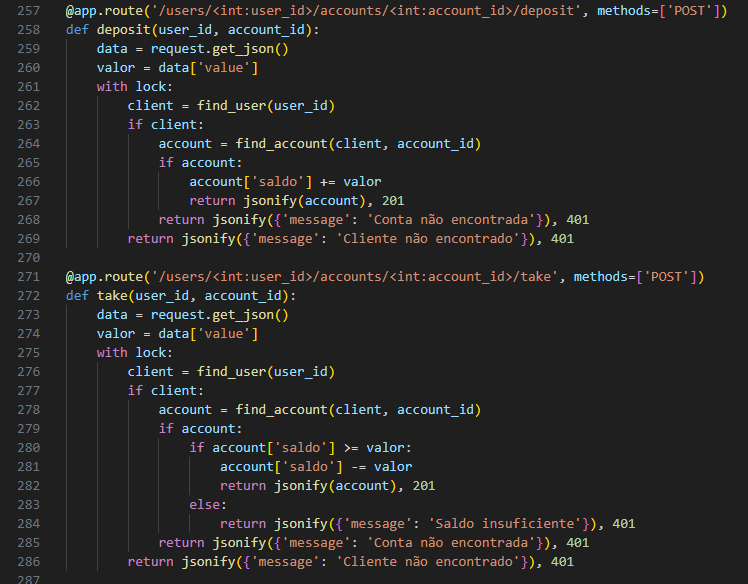 257 @app.route('/users/<int:user_id>/accounts/<int:account_id>/deposit', methods=['POST'])
258 def deposit(user_id, account_id):
259     data = request.get_json()
260     valor = data['value']
261     with lock:
262         client = find_user(user_id)
263         if client:
264             account = find_account(client, account_id)
265             if account:
266                 account['saldo'] += valor
267                 return jsonify(account), 201
268             return jsonify({'message': 'Conta não encontrada'}), 401
269         return jsonify({'message': 'Cliente não encontrado'}), 401
270
271 @app.route('/users/<int:user_id>/accounts/<int:account_id>/take', methods=['POST'])
272 def take(user_id, account_id):
273     data = request.get_json()
274     valor = data['value']
275     with lock:
276         client = find_user(user_id)
277         if client:
278             account = find_account(client, account_id)
279             if account:
280                 if account['saldo'] >= valor:
281                     account['saldo'] -= valor
282                     return jsonify(account), 201
283                 else:
284                     return jsonify({'message': 'Saldo insuficiente'}), 401
285             return jsonify({'message': 'Conta não encontrada'}), 401
286         return jsonify({'message': 'Cliente não encontrado'}), 401
287